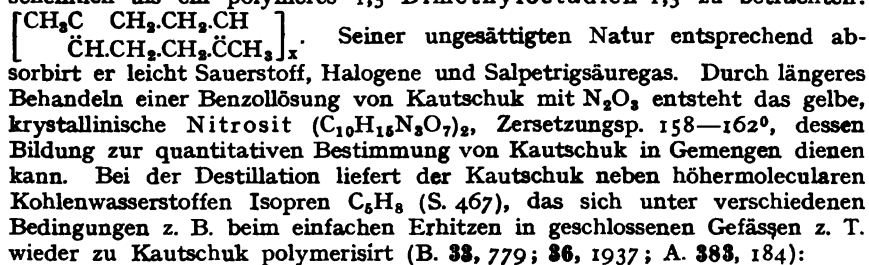 [CH₃C CH₂.CH₂.CH
C̈H.CH₂.CH₂.C̈CH₃]ₓ. Seiner ungesättigten Natur entsprechend ab-
sorbirt er leicht Sauerstoff, Halogene und Salpetrigsäuregas. Durch längeres
Behandeln einer Benzollösung von Kautschuk mit N₂O₃ entsteht das gelbe,
krystallinische Nitrosit (C₁₀H₁₅N₃O₇)₂, Zersetzungsp. 158—162⁰, dessen
Bildung zur quantitativen Bestimmung von Kautschuk in Gemengen dienen
kann. Bei der Destillation liefert der Kautschuk neben höhermolecularen
Kohlenwasserstoffen Isopren C₅H₈ (S. 467), das sich unter verschiedenen
Bedingungen z. B. beim einfachen Erhitzen in geschlossenen Gefässen z. T.
wieder zu Kautschuk polymerisirt (B. 33, 779; 36, 1937; A. 383, 184):